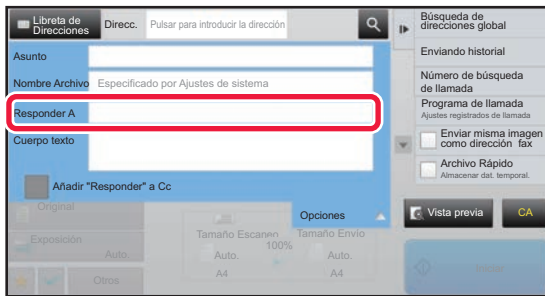 Libreta de
Direcciones
Direcc.
Pulsar para introducir la dirección
Asunto
Nombre Archivo
Especificado por Ajustes de sistema
Responder A
Cuerpo texto
Añadir "Responder" a Cc
Opciones
Original
Exposición
Auto.
Otros
Tamaño Escaneo
100%
Auto.
A4
Tamaño Envío
Auto.
A4
Búsqueda de
direcciones global
Enviando historial
Número de búsqueda
de llamada
Programa de llamada
Ajustes registrados de llamada
Enviar misma imagen
como dirección fax
Archivo Rápido
Almacenar dat. temporal.
Vista previa
CA
Iniciar